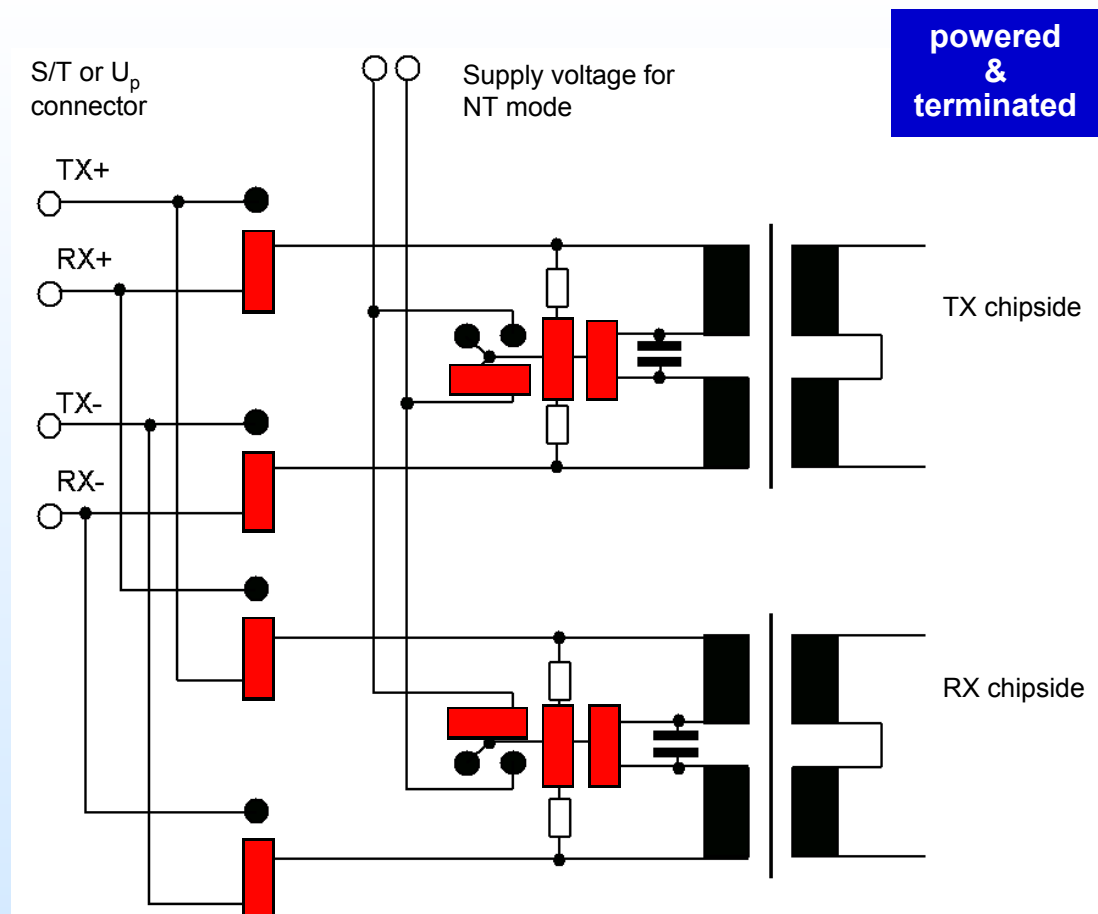 powered
&
terminated
S/T or Up
connector
Supply voltage for
NT mode
TX+
RX+
TX chipside
TX-
RX-
RX chipside